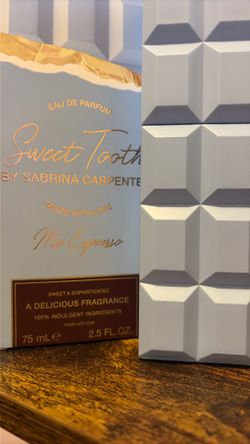 EAU DE PARFUM
Sweet Tooth
BY SABRINA CARPENTE
MADE WITH LOVE
Me Espresso
SWEET & SOPHISTICATED
A DELICIOUS FRAGRANCE
100% INDULGENT INGREDIENTS
made with love
75 mL℮ 2.5 FL. OZ.